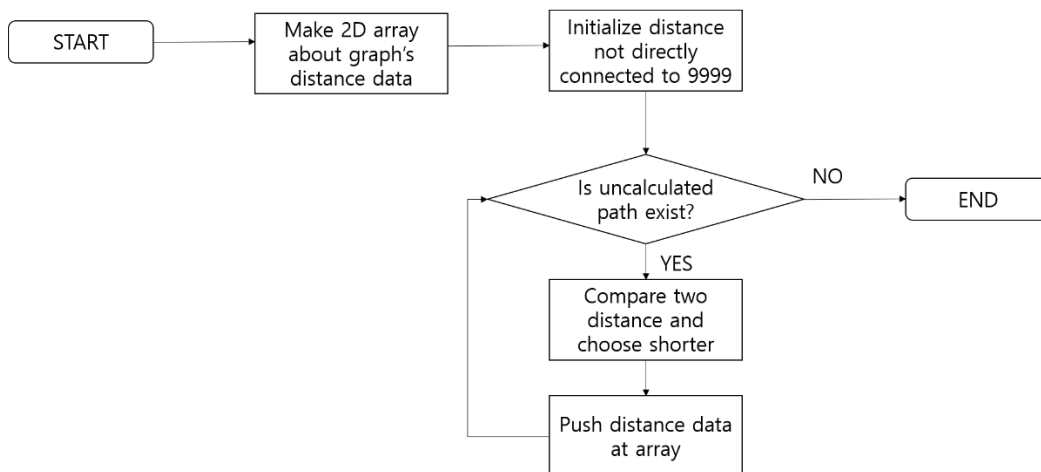 START
Make 2D array
about graph's
distance data
Initialize distance
not directly
connected to 9999
Is uncalculated
path exist?
NO
END
YES
Compare two
distance and
choose shorter
Push distance data
at array